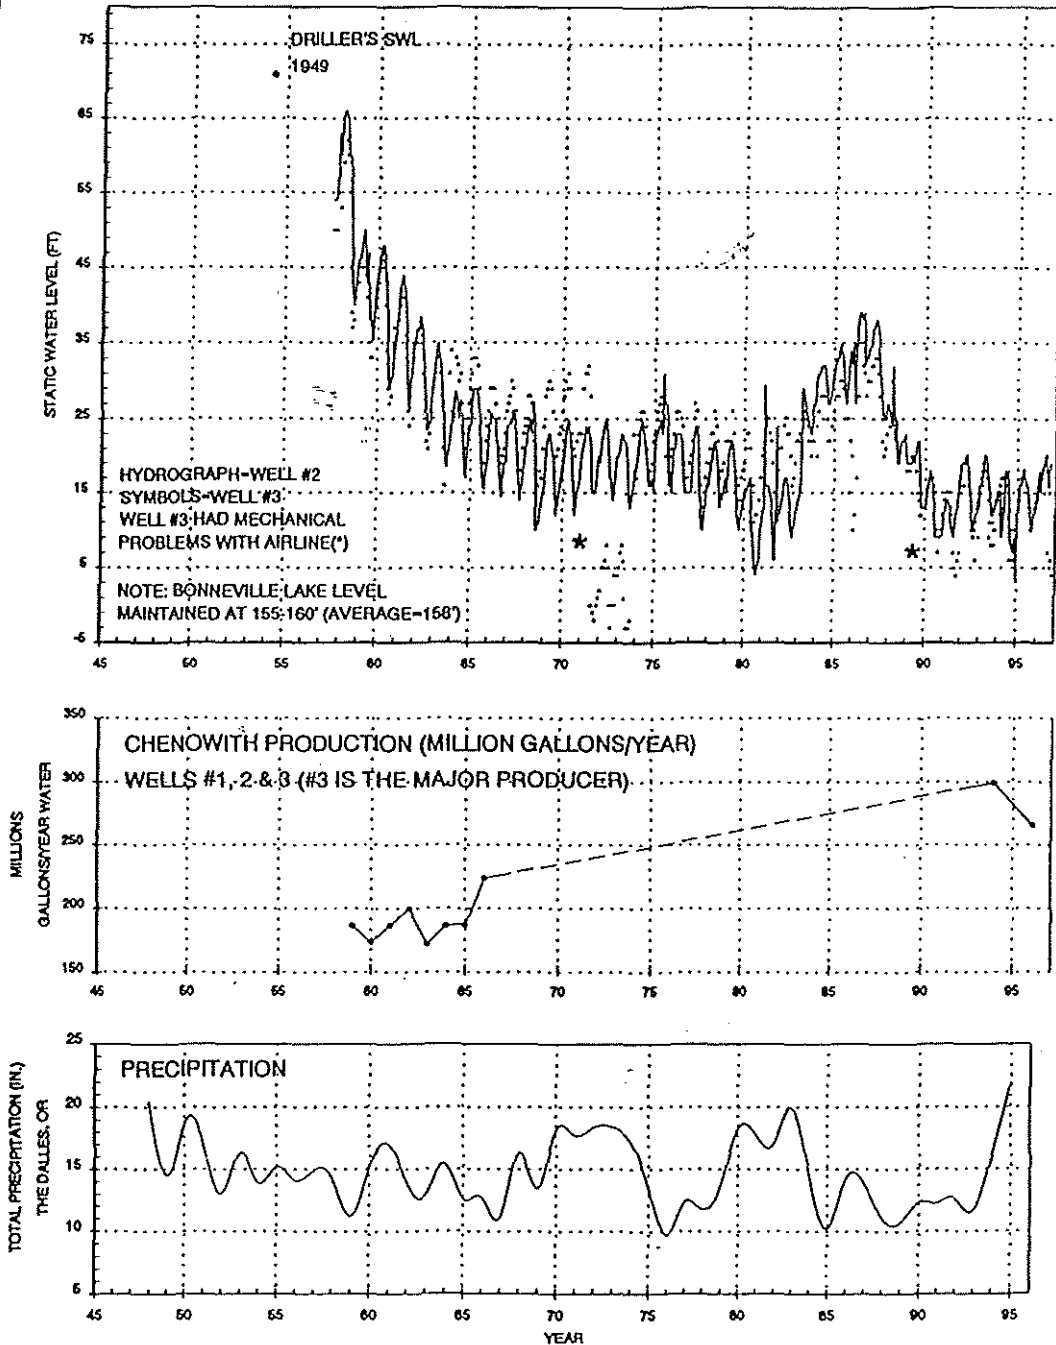 75
65
55
45
35
25
15
5
-5
STATIC WATER LEVEL (FT)
DRILLER'S SWL
1949
HYDROGRAPH=WELL #2
SYMBOLS=WELL #3
WELL #3 HAD MECHANICAL
PROBLEMS WITH AIRLINE(*)
NOTE: BONNEVILLE LAKE LEVEL
MAINTAINED AT 155-160' (AVERAGE=158')
*
*
45 50 55 60 65 70 75 80 85 90 95
350
300
250
200
150
MILLIONS
GALLONS/YEAR WATER
CHENOWITH PRODUCTION (MILLION GALLONS/YEAR)
WELLS #1, 2 & 3 (#3 IS THE MAJOR PRODUCER)
45 50 55 60 65 70 75 80 85 90 95
25
20
15
10
5
TOTAL PRECIPITATION (IN.)
THE DALLES, OR
PRECIPITATION
45 50 55 60 65 70 75 80 85 90 95
YEAR